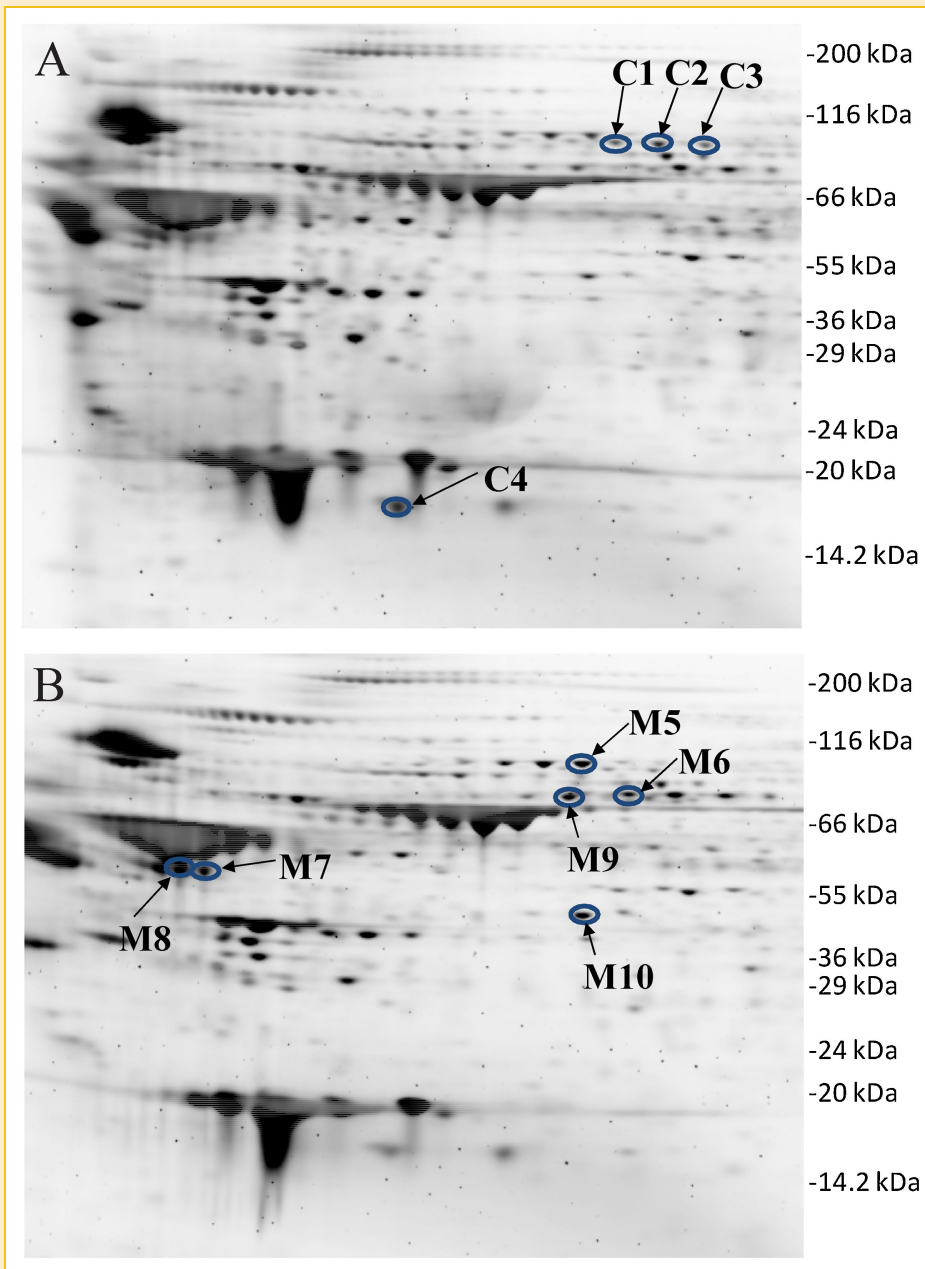 A
-200 kDa
C1 C2 C3
-116 kDa
-66 kDa
-55 kDa
-36 kDa
-29 kDa
-24 kDa
-20 kDa
C4
-14.2 kDa
B
-200 kDa
M5
-116 kDa
M6
-66 kDa
M9
M7
-55 kDa
M8
-36 kDa
M10
-29 kDa
-24 kDa
-20 kDa
-14.2 kDa